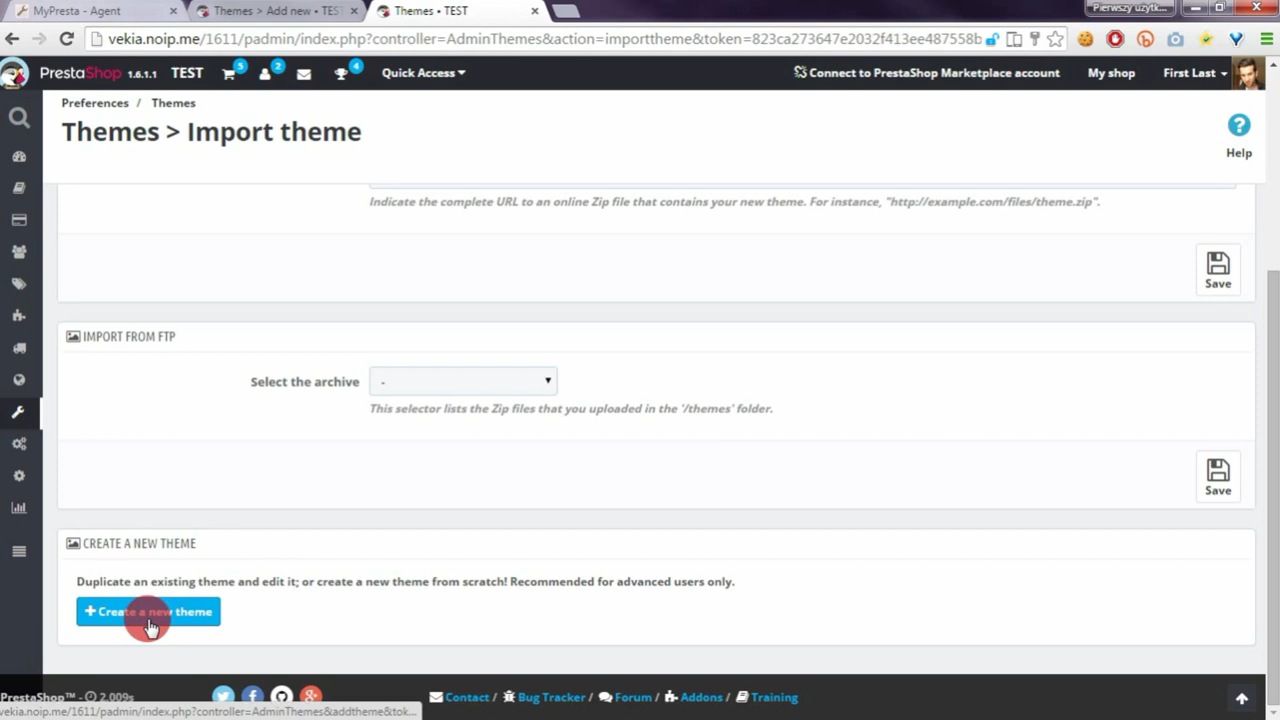 MyPresta - Agent
Themes > Add new • TEST
Themes • TEST
Pierwszy użytk...
vekia.noip.me/1611/padmin/index.php?controller=AdminThemes&action=importtheme&token=823ca273647e2032f413ee487558b
PrestaShop 1.6.1.1 TEST 5 2 4 Quick Access Connect to PrestaShop Marketplace account My shop First Last
Preferences / Themes
Themes > Import theme
Help
Indicate the complete URL to an online Zip file that contains your new theme. For instance, "http://example.com/files/theme.zip".
Save
IMPORT FROM FTP
Select the archive -
This selector lists the Zip files that you uploaded in the '/themes' folder.
Save
CREATE A NEW THEME
Duplicate an existing theme and edit it; or create a new theme from scratch! Recommended for advanced users only.
+ Create a new theme
PrestaShop™ - 2.009s
Contact / Bug Tracker / Forum / Addons / Training
vekia.noip.me/1611/padmin/index.php?controller=AdminThemes&addtheme&tok...